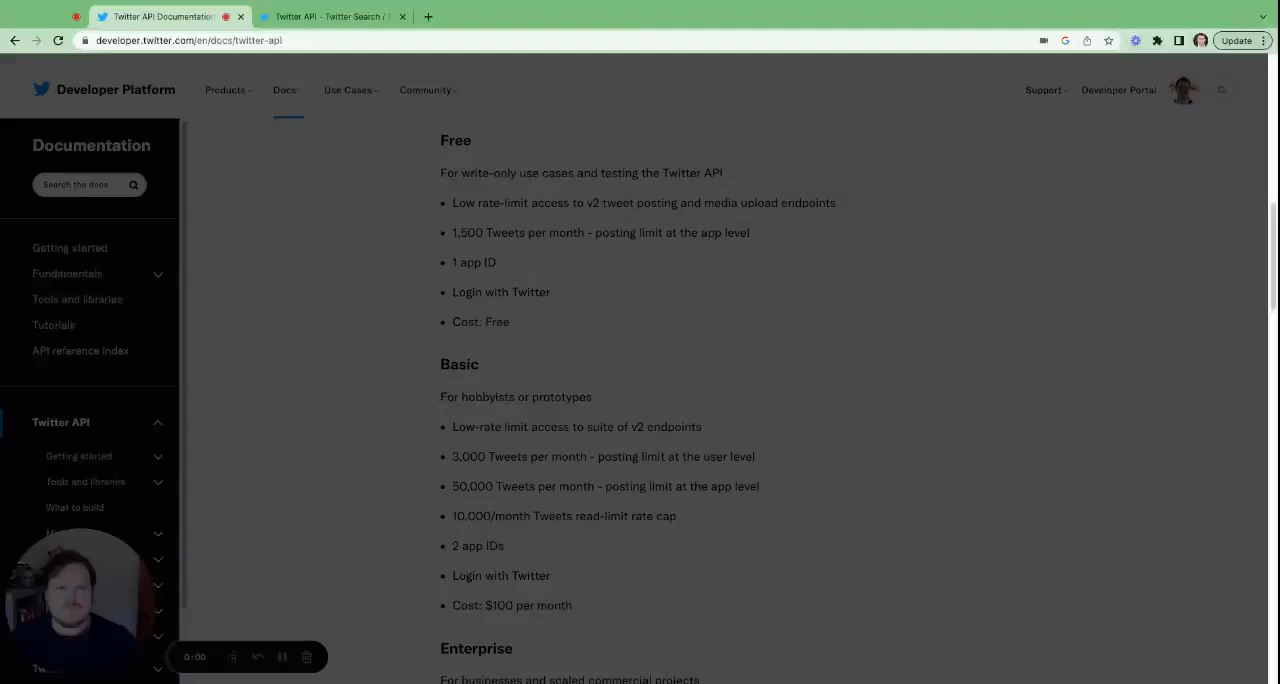 Twitter API Documentation
Twitter API - Twitter Search /
developer.twitter.com/en/docs/twitter-api
Update
Developer Platform
Products
Docs
Use Cases
Community
Support
Developer Portal
Documentation
Search the docs
Getting started
Fundamentals
Tools and libraries
Tutorials
API reference index
Twitter API
Getting started
Tools and libraries
What to build
Free
For write-only use cases and testing the Twitter API
• Low rate-limit access to v2 tweet posting and media upload endpoints
• 1,500 Tweets per month - posting limit at the app level
• 1 app ID
• Login with Twitter
• Cost: Free
Basic
For hobbyists or prototypes
• Low-rate limit access to suite of v2 endpoints
• 3,000 Tweets per month - posting limit at the user level
• 50,000 Tweets per month - posting limit at the app level
• 10,000/month Tweets read-limit rate cap
• 2 app IDs
• Login with Twitter
• Cost: $100 per month
Enterprise
For businesses and scaled commercial projects
0:00